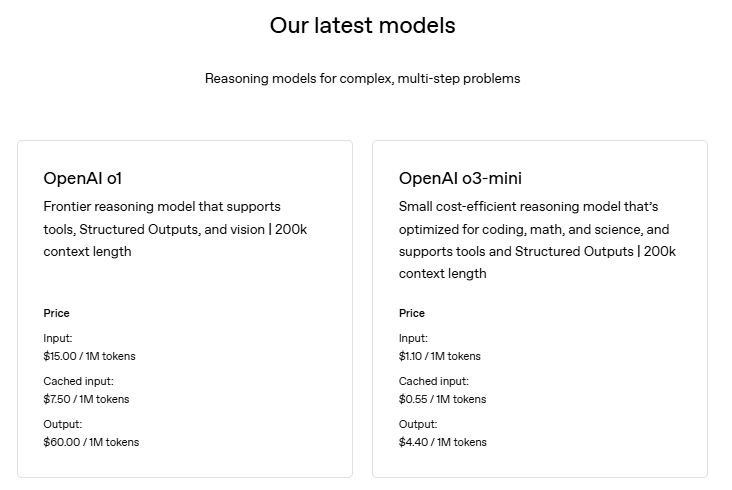 Our latest models
Reasoning models for complex, multi-step problems
OpenAI o1
Frontier reasoning model that supports
tools, Structured Outputs, and vision | 200k
context length
Price
Input:
$15.00 / 1M tokens
Cached input:
$7.50 / 1M tokens
Output:
$60.00 / 1M tokens
OpenAI o3-mini
Small cost-efficient reasoning model that’s
optimized for coding, math, and science, and
supports tools and Structured Outputs | 200k
context length
Price
Input:
$1.10 / 1M tokens
Cached input:
$0.55 / 1M tokens
Output:
$4.40 / 1M tokens